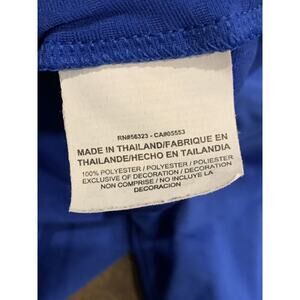 RN#56323 - CA#05553
MADE IN THAILAND/FABRIQUE EN
THAILANDE/HECHO EN TAILANDIA
100% POLYESTER / POLYESTER / POLIESTER
EXCLUSIVE OF DECORATION / DECORATION
NON COMPRISE / NO INCLUYE LA
DECORACION